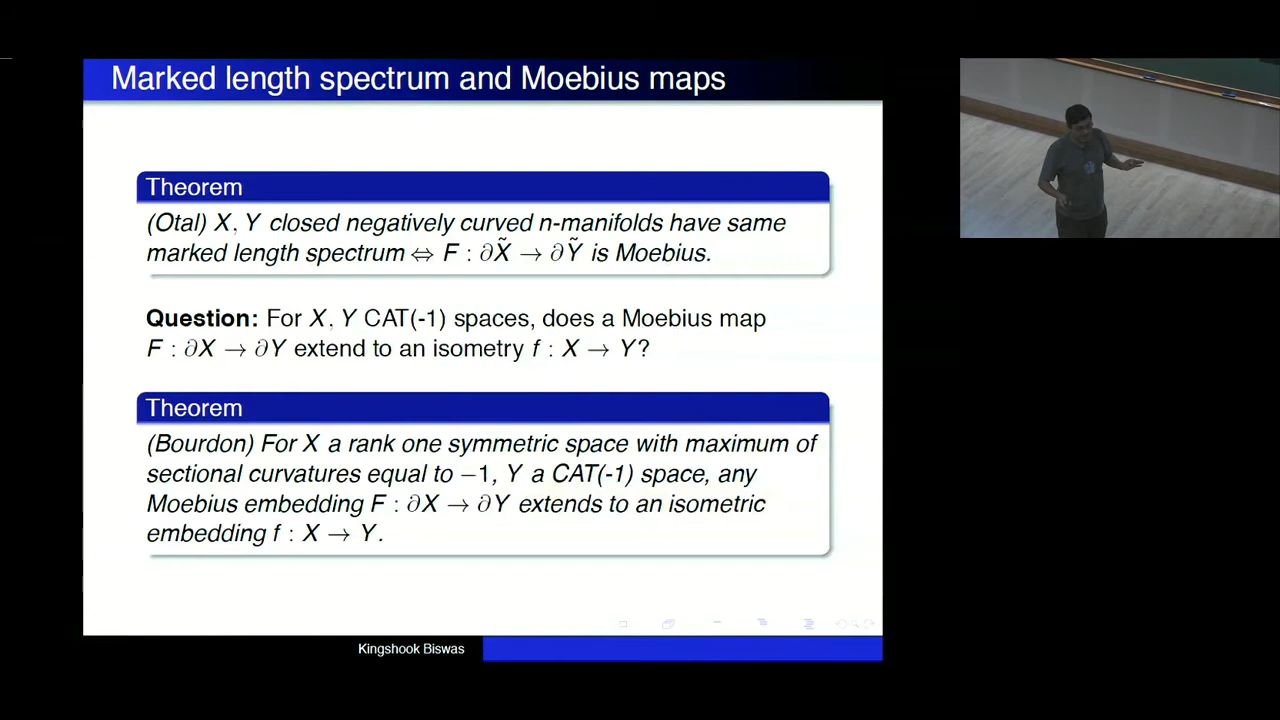 Marked length spectrum and Moebius maps
Theorem
(Otal) X, Y closed negatively curved n-manifolds have same
marked length spectrum ⇔ F : ∂X̃ → ∂Ỹ is Moebius.
Question: For X, Y CAT(-1) spaces, does a Moebius map
F : ∂X → ∂Y extend to an isometry f : X → Y?
Theorem
(Bourdon) For X a rank one symmetric space with maximum of
sectional curvatures equal to −1, Y a CAT(-1) space, any
Moebius embedding F : ∂X → ∂Y extends to an isometric
embedding f : X → Y.
Kingshook Biswas